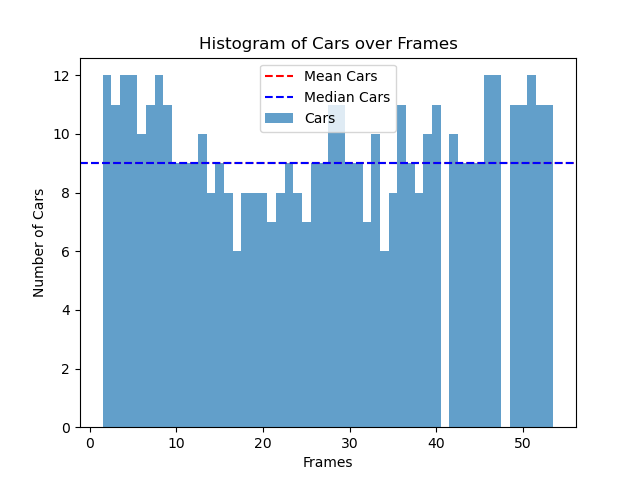 Histogram of Cars over Frames
Mean Cars
Median Cars
Cars
Number of Cars
12
10
8
6
4
2
0
0 10 20 30 40 50
Frames